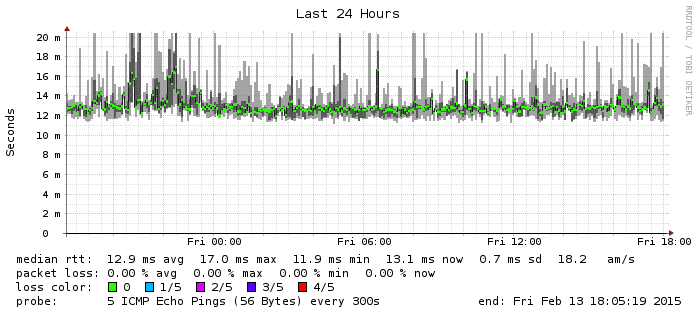 Last 24 Hours
RRDTOOL / TOBI OETIKER
Seconds
20 m
18 m
16 m
14 m
12 m
10 m
8 m
6 m
4 m
2 m
0
Fri 00:00 Fri 06:00 Fri 12:00 Fri 18:00
median rtt: 12.9 ms avg 17.0 ms max 11.9 ms min 13.1 ms now 0.7 ms sd 18.2 am/s
packet loss: 0.00 % avg 0.00 % max 0.00 % min 0.00 % now
loss color: 0 1/5 2/5 3/5 4/5
probe: 5 ICMP Echo Pings (56 Bytes) every 300s end: Fri Feb 13 18:05:19 2015